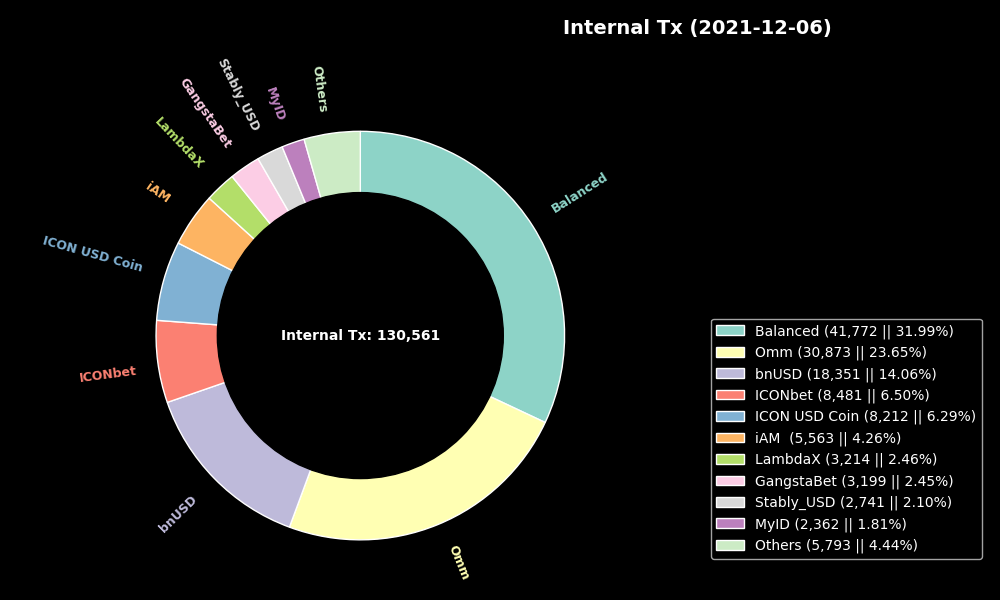 Internal Tx (2021-12-06)
Others
MyID
Stably_USD
GangstaBet
LambdaX
iAM
ICON USD Coin
ICONbet
bnUSD
Omm
Balanced
Internal Tx: 130,561
Balanced (41,772 || 31.99%)
Omm (30,873 || 23.65%)
bnUSD (18,351 || 14.06%)
ICONbet (8,481 || 6.50%)
ICON USD Coin (8,212 || 6.29%)
iAM  (5,563 || 4.26%)
LambdaX (3,214 || 2.46%)
GangstaBet (3,199 || 2.45%)
Stably_USD (2,741 || 2.10%)
MyID (2,362 || 1.81%)
Others (5,793 || 4.44%)